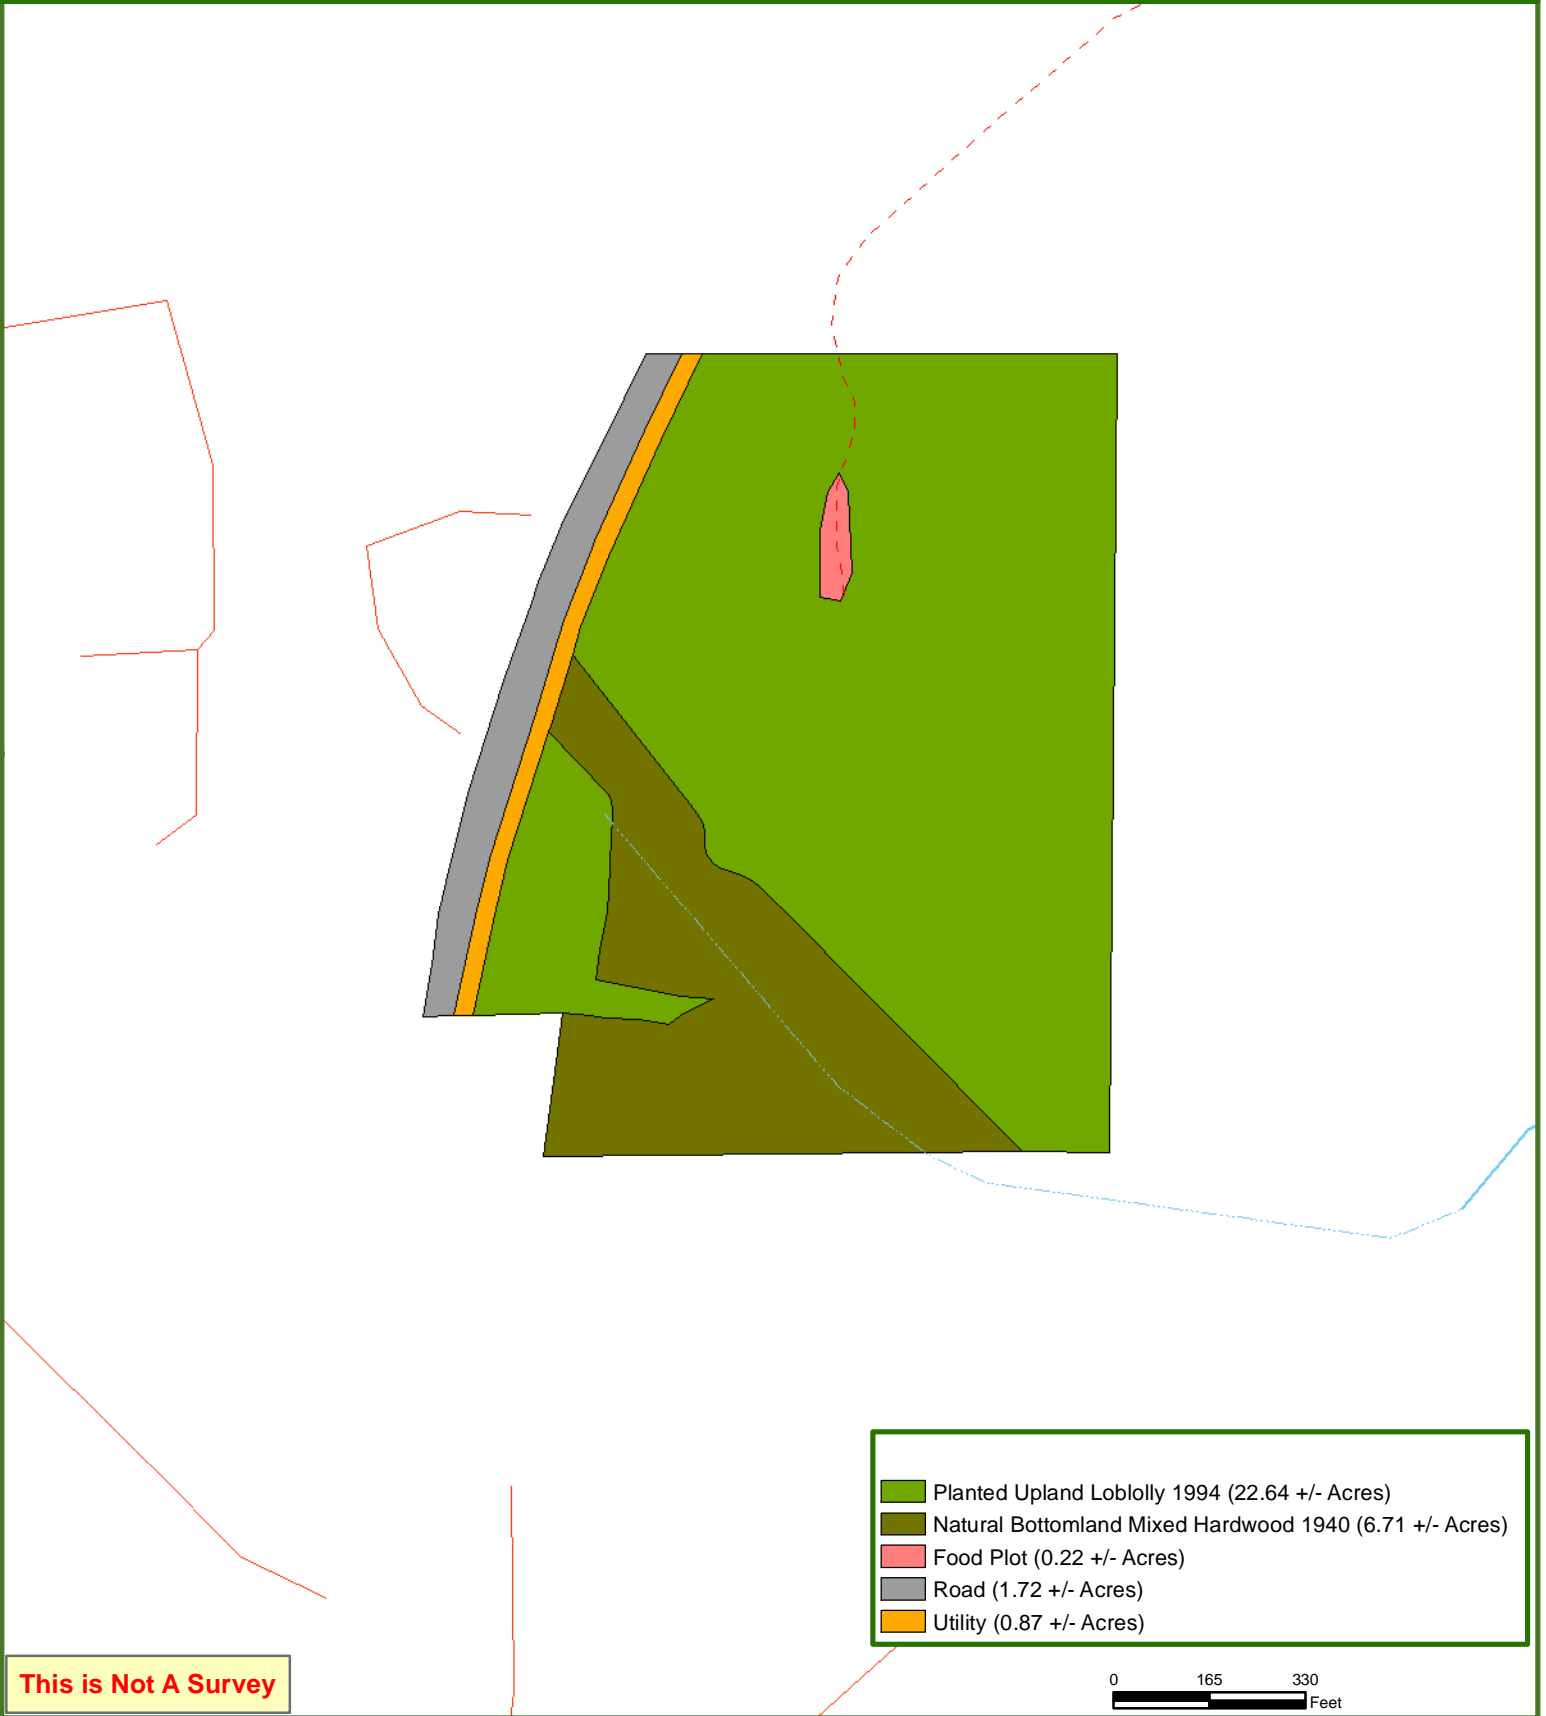 Planted Upland Loblolly 1994 (22.64 +/- Acres)
Natural Bottomland Mixed Hardwood 1940 (6.71 +/- Acres)
Food Plot (0.22 +/- Acres)
Road (1.72 +/- Acres)
Utility (0.87 +/- Acres)
This is Not A Survey
0 165 330
Feet